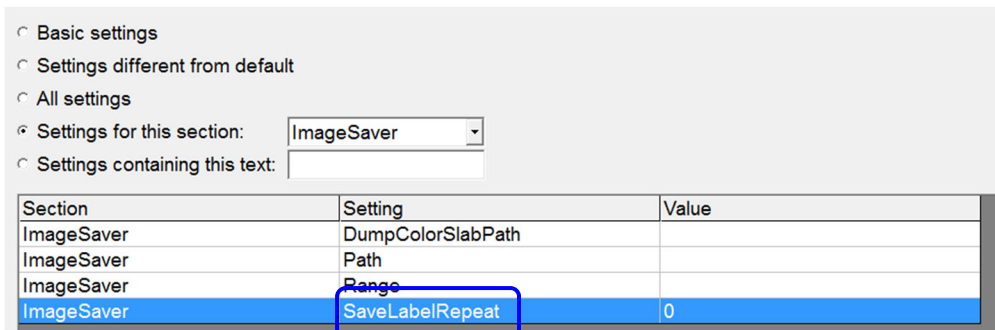 Basic settings
Settings different from default
All settings
Settings for this section: ImageSaver
Settings containing this text:
Section Setting Value
ImageSaver DumpColorSlabPath
ImageSaver Path
ImageSaver Range
ImageSaver SaveLabelRepeat 0